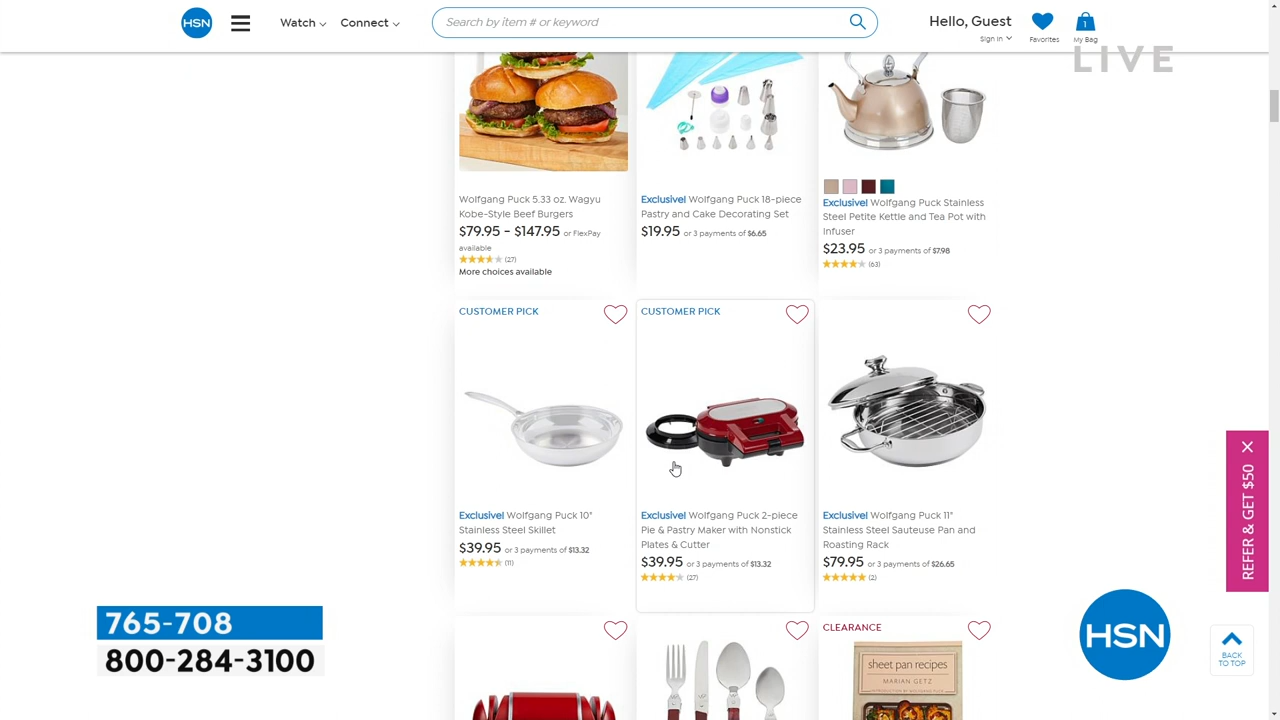 HSN
Watch
Connect
Search by item # or keyword
Hello, Guest
Sign In
Favorites
1
My Bag
LIVE
Wolfgang Puck 5.33 oz. Wagyu
Kobe-Style Beef Burgers
$79.95 - $147.95 or FlexPay
available
(27)
More choices available
Exclusive! Wolfgang Puck 18-piece
Pastry and Cake Decorating Set
$19.95 or 3 payments of $6.65
Exclusive! Wolfgang Puck Stainless
Steel Petite Kettle and Tea Pot with
Infuser
$23.95 or 3 payments of $7.98
(63)
CUSTOMER PICK
Exclusive! Wolfgang Puck 10"
Stainless Steel Skillet
$39.95 or 3 payments of $13.32
(11)
CUSTOMER PICK
Exclusive! Wolfgang Puck 2-piece
Pie & Pastry Maker with Nonstick
Plates & Cutter
$39.95 or 3 payments of $13.32
(27)
Exclusive! Wolfgang Puck 11"
Stainless Steel Sauteuse Pan and
Roasting Rack
$79.95 or 3 payments of $26.65
(2)
REFER & GET $50
765-708
800-284-3100
HSN
BACK
TO TOP
CLEARANCE
sheet pan recipes
MARIAN GETZ